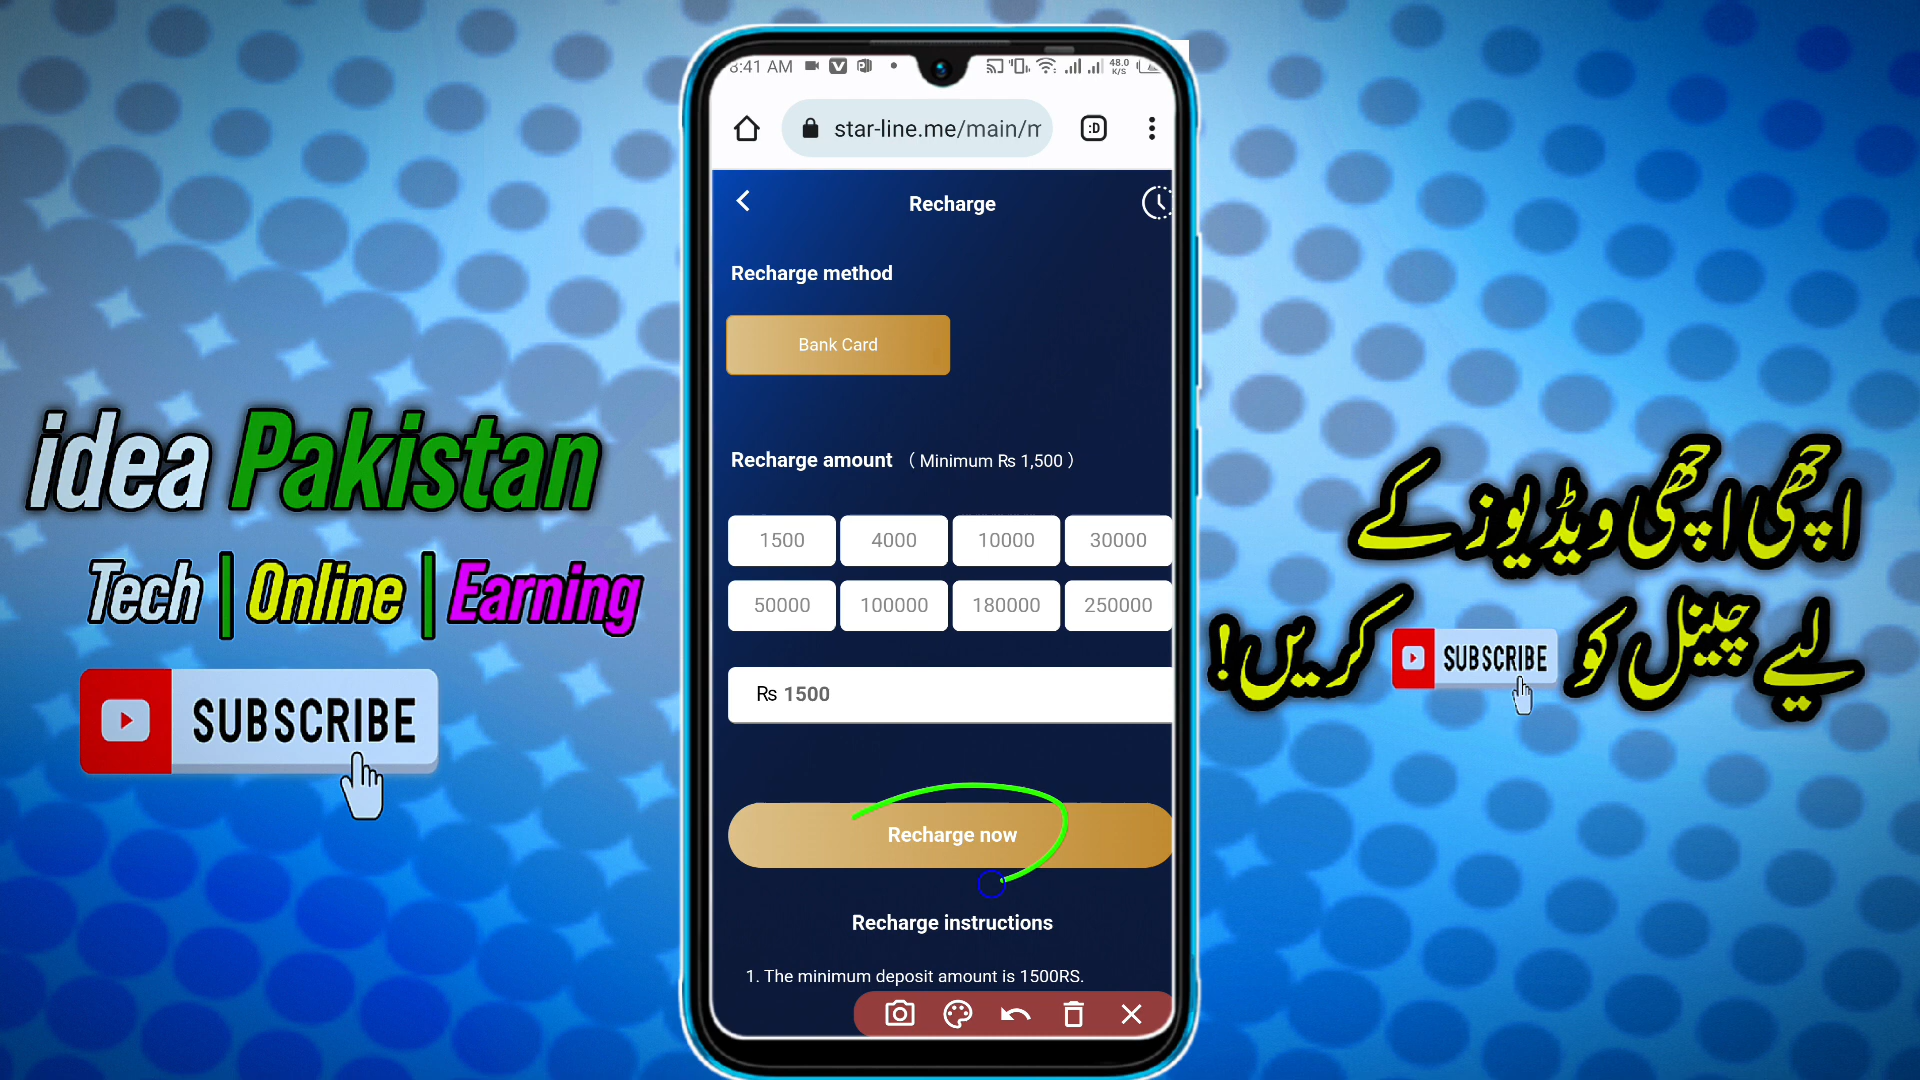 8:41 AM
48.0
K/S
star-line.me/main/m
:D
Recharge
Recharge method
Bank Card
Recharge amount ( Minimum Rs 1,500 )
1500 4000 10000 30000
50000 100000 180000 250000
Rs 1500
Recharge now
Recharge instructions
1. The minimum deposit amount is 1500RS.
idea Pakistan
Tech | Online | Earning
SUBSCRIBE
اچھی اچھی ویڈیوز کے
لیے چینل کو SUBSCRIBE کریں!